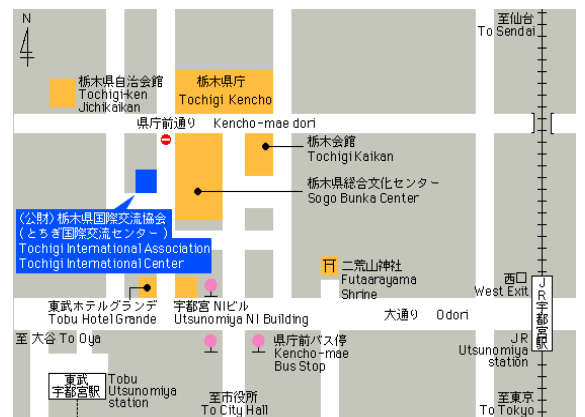 N
至仙台
To Sendai
栃木県自治会館
Tochigi-ken
Jichikaikan
栃木県庁
Tochigi Kencho
県庁前通り Kencho-mae dori
栃木会館
Tochigi Kaikan
栃木県総合文化センター
Sogo Bunka Center
(公財)栃木県国際交流協会
(とちぎ国際交流センター)
Tochigi International Association
Tochigi International Center
二荒山神社
Futaarayama
Shrine
西口
West Exit
JR宇都宮駅
東武ホテルグランデ
Tobu Hotel Grande
宇都宮 NIビル
Utsunomiya NI Building
大通り Odori
至 大谷 To Oya
県庁前バス停
Kencho-mae
Bus Stop
JR
Utsunomiya
station
東武
宇都宮駅
Tobu
Utsunomiya
station
至市役所
To City Hall
至東京
To Tokyo